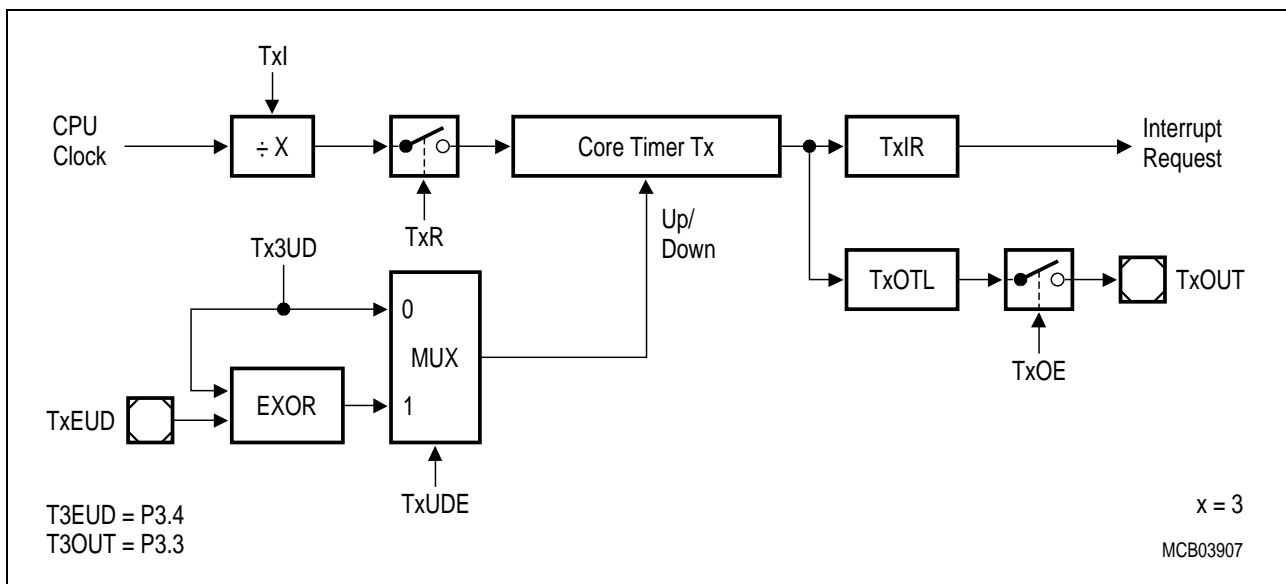 TxI
CPU
Clock
÷ X
Core Timer Tx
TxIR
Interrupt
Request
TxR
Up/
Down
Tx3UD
TxOTL
TxOUT
0
MUX
TxOE
TxEUD
EXOR
1
TxUDE
T3EUD = P3.4
T3OUT = P3.3
x = 3
MCB03907